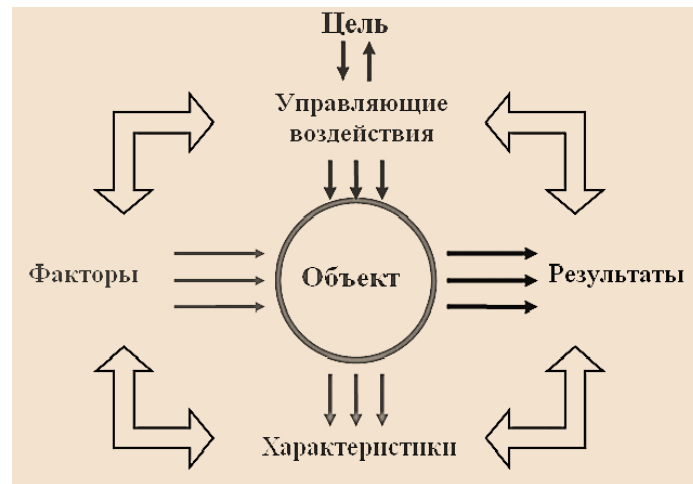 Цель
Управляющие
воздействия
Факторы
Объект
Результаты
Характеристики